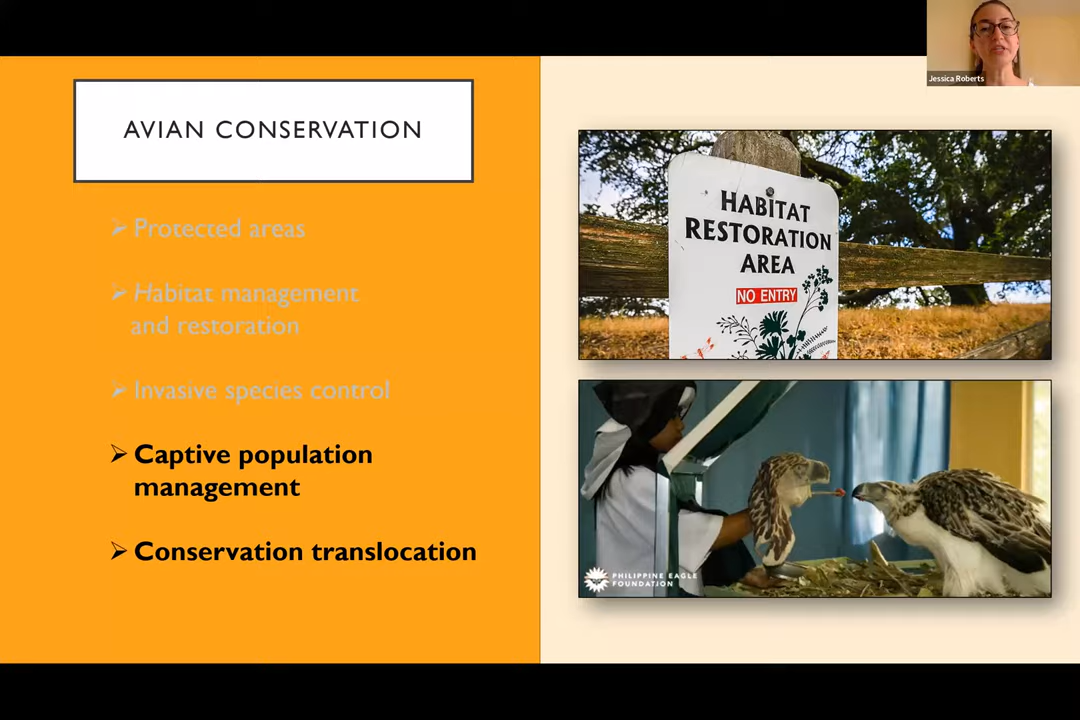 Jessica Roberts
AVIAN CONSERVATION
➢ Protected areas
➢ Habitat management
and restoration
➢ Invasive species control
➢ Captive population
management
➢ Conservation translocation
HABITAT
RESTORATION
AREA
NO ENTRY
PHILIPPINE EAGLE
FOUNDATION